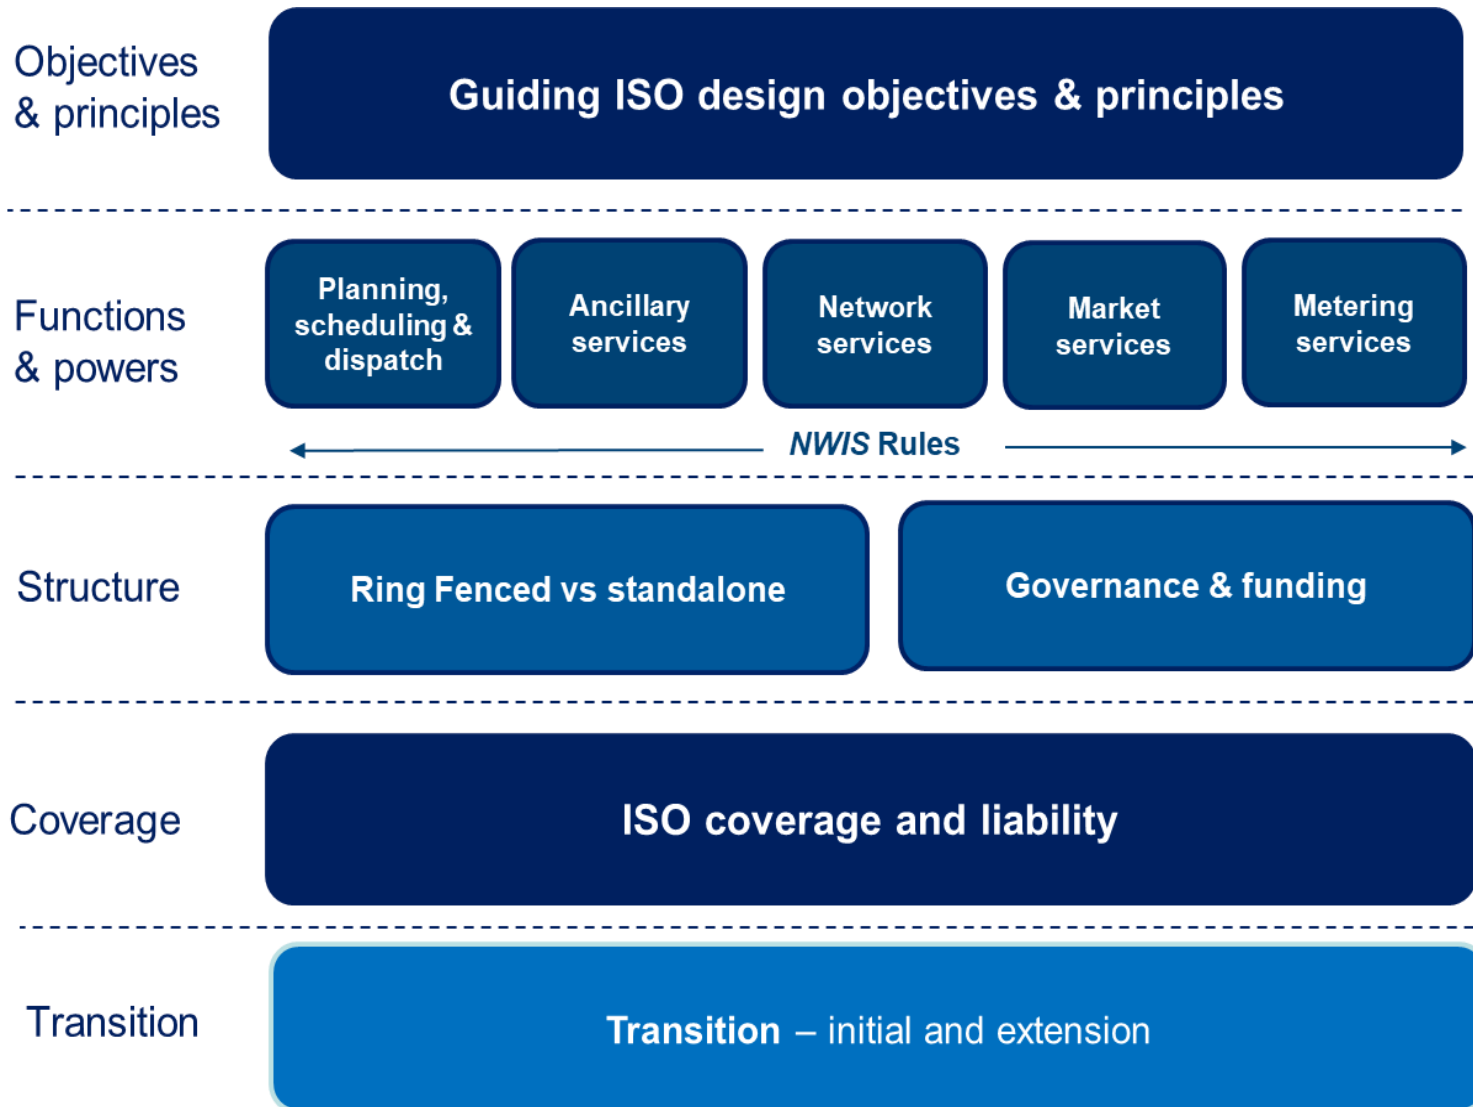 Objectives
& principles
Guiding ISO design objectives & principles
Functions
& powers
Planning,
scheduling &
dispatch
Ancillary
services
Network
services
Market
services
Metering
services
NWIS Rules
Structure
Ring Fenced vs standalone
Governance & funding
Coverage
ISO coverage and liability
Transition
Transition – initial and extension